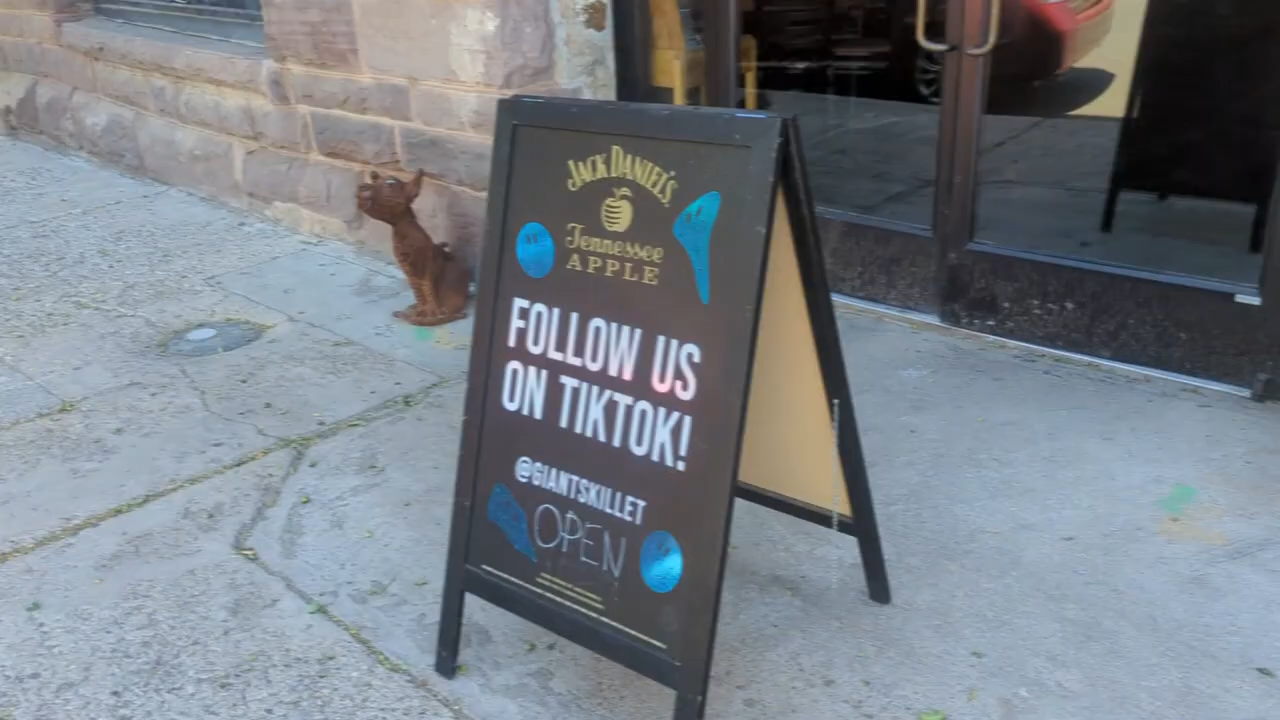 JACK DANIEL'S
Tennessee
APPLE
FOLLOW US
ON TIKTOK!
@GIANTSKILLET
OPEN